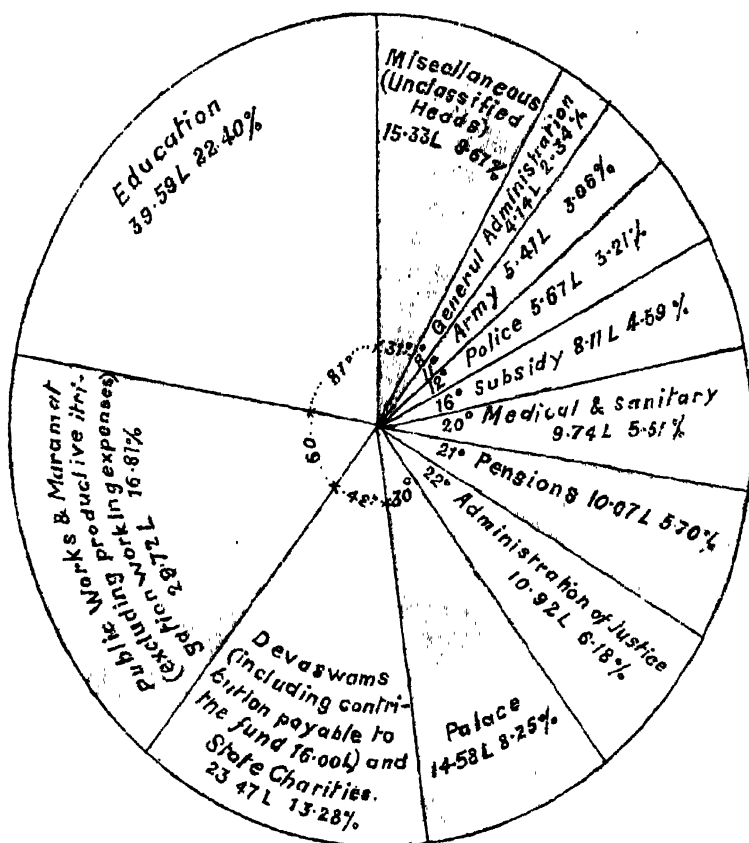 Miscellaneous
(Unclassified
Heads)
15.33L 8.67%
General Administration
4.14L 2.34%
Army 5.41L 3.06%
Police 5.67L 3.21%
Subsidy 8.11L 4.59%
Medical & sanitary
9.74L 5.51%
Pensions 10.07L 5.70%
Administration of Justice
10.92L 6.18%
Palace
14.58L 8.25%
Devaswams
(including contri-
bution payable to
the fund 16.00L) and
State Charities.
23.47L 13.28%
Public Works & Maramat
(excluding productive irri-
gation working expenses)
29.72L 16.81%
Education
39.59L 22.40%
31°
8°
12°
16°
20°
21°
22°
30°
81°
60